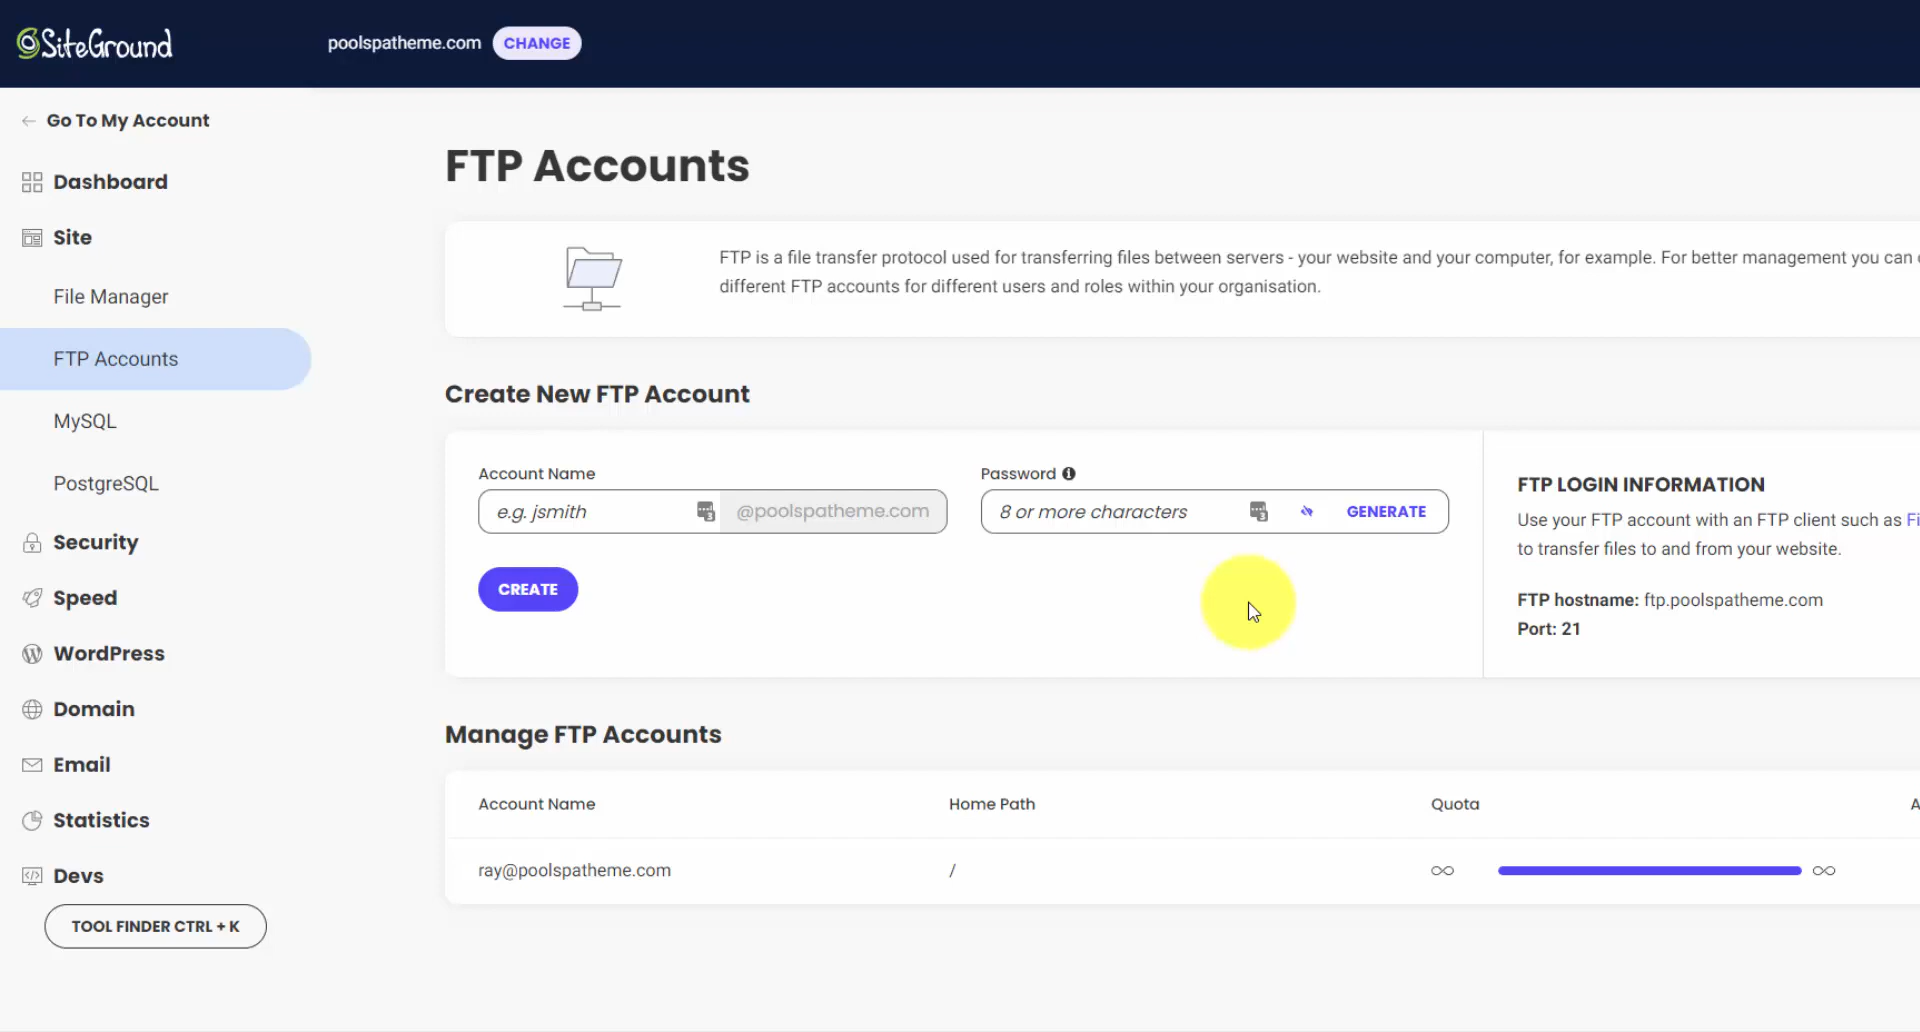 SiteGround
poolspatheme.com CHANGE
Go To My Account
Dashboard
Site
File Manager
FTP Accounts
MySQL
PostgreSQL
Security
Speed
WordPress
Domain
Email
Statistics
Devs
TOOL FINDER CTRL + K
FTP Accounts
FTP is a file transfer protocol used for transferring files between servers - your website and your computer, for example. For better management you can
different FTP accounts for different users and roles within your organisation.
Create New FTP Account
Account Name
e.g. jsmith @poolspatheme.com
Password
8 or more characters GENERATE
CREATE
FTP LOGIN INFORMATION
Use your FTP account with an FTP client such as Fi
to transfer files to and from your website.
FTP hostname: ftp.poolspatheme.com
Port: 21
Manage FTP Accounts
Account Name Home Path Quota A
ray@poolspatheme.com / ∞ ∞